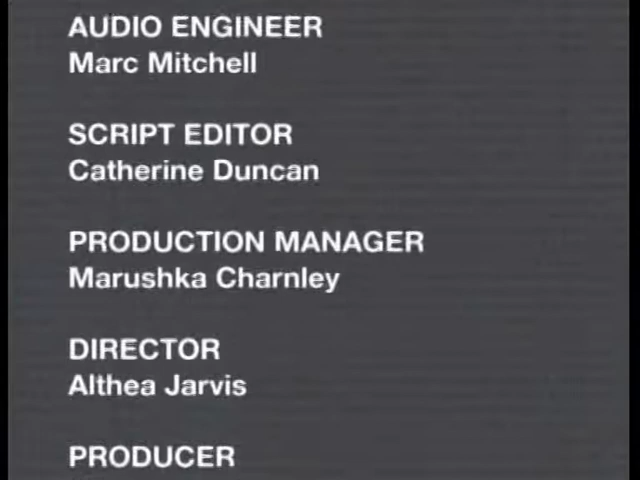 AUDIO ENGINEER
Marc Mitchell
SCRIPT EDITOR
Catherine Duncan
PRODUCTION MANAGER
Marushka Charnley
DIRECTOR
Althea Jarvis
PRODUCER